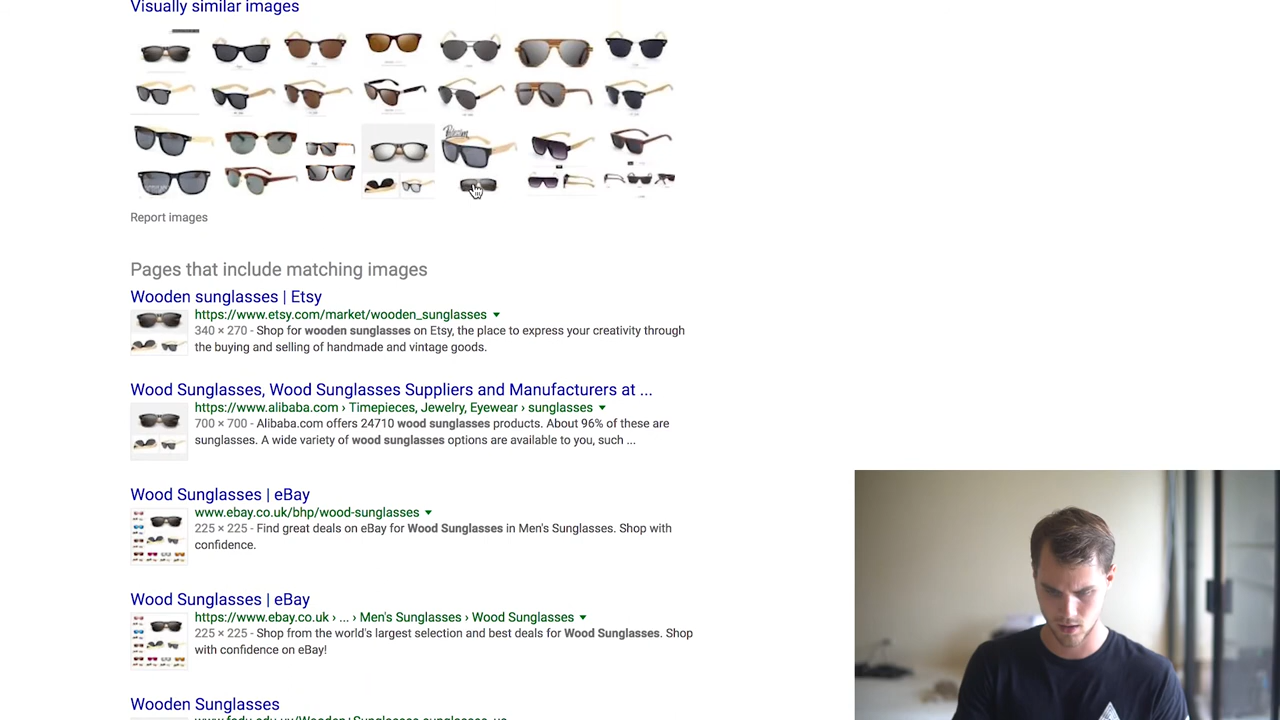 Visually similar images
Report images
Pages that include matching images
Wooden sunglasses | Etsy
https://www.etsy.com/market/wooden_sunglasses
340 × 270 - Shop for wooden sunglasses on Etsy, the place to express your creativity through
the buying and selling of handmade and vintage goods.
Wood Sunglasses, Wood Sunglasses Suppliers and Manufacturers at ...
https://www.alibaba.com › Timepieces, Jewelry, Eyewear › sunglasses
700 × 700 - Alibaba.com offers 24710 wood sunglasses products. About 96% of these are
sunglasses. A wide variety of wood sunglasses options are available to you, such ...
Wood Sunglasses | eBay
www.ebay.co.uk/bhp/wood-sunglasses
225 × 225 - Find great deals on eBay for Wood Sunglasses in Men's Sunglasses. Shop with
confidence.
Wood Sunglasses | eBay
https://www.ebay.co.uk › ... › Men's Sunglasses › Wood Sunglasses
225 × 225 - Shop from the world's largest selection and best deals for Wood Sunglasses. Shop
with confidence on eBay!
Wooden Sunglasses